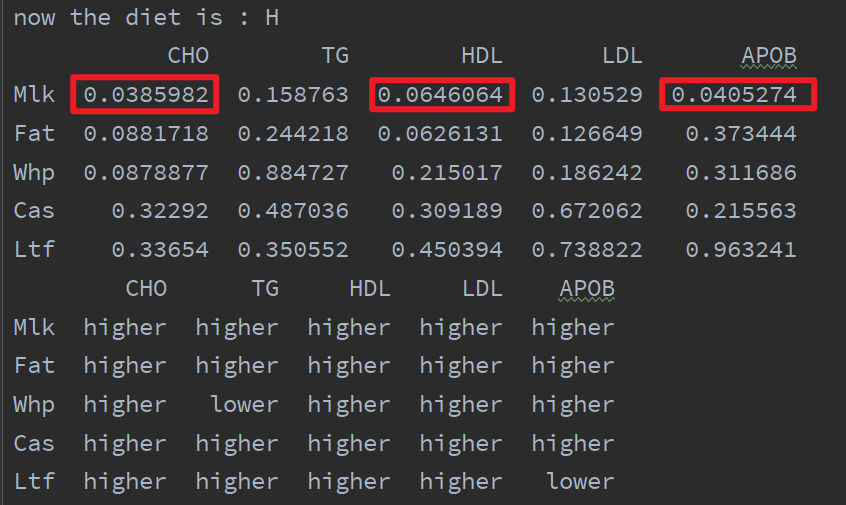 now the diet is : H
CHO TG HDL LDL APOB
Mlk 0.0385982 0.158763 0.0646064 0.130529 0.0405274
Fat 0.0881718 0.244218 0.0626131 0.126649 0.373444
Whp 0.0878877 0.884727 0.215017 0.186242 0.311686
Cas 0.32292 0.487036 0.309189 0.672062 0.215563
Ltf 0.33654 0.350552 0.450394 0.738822 0.963241
CHO TG HDL LDL APOB
Mlk higher higher higher higher higher
Fat higher higher higher higher higher
Whp higher lower higher higher higher
Cas higher higher higher higher higher
Ltf higher higher higher higher lower